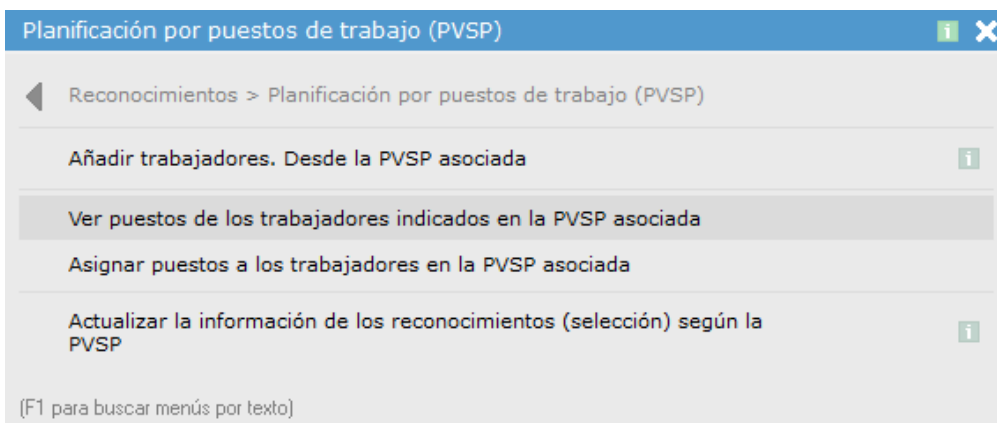 Planificación por puestos de trabajo (PVSP)
Reconocimientos > Planificación por puestos de trabajo (PVSP)
Añadir trabajadores. Desde la PVSP asociada
Ver puestos de los trabajadores indicados en la PVSP asociada
Asignar puestos a los trabajadores en la PVSP asociada
Actualizar la información de los reconocimientos (selección) según la
PVSP
(F1 para buscar menús por texto)